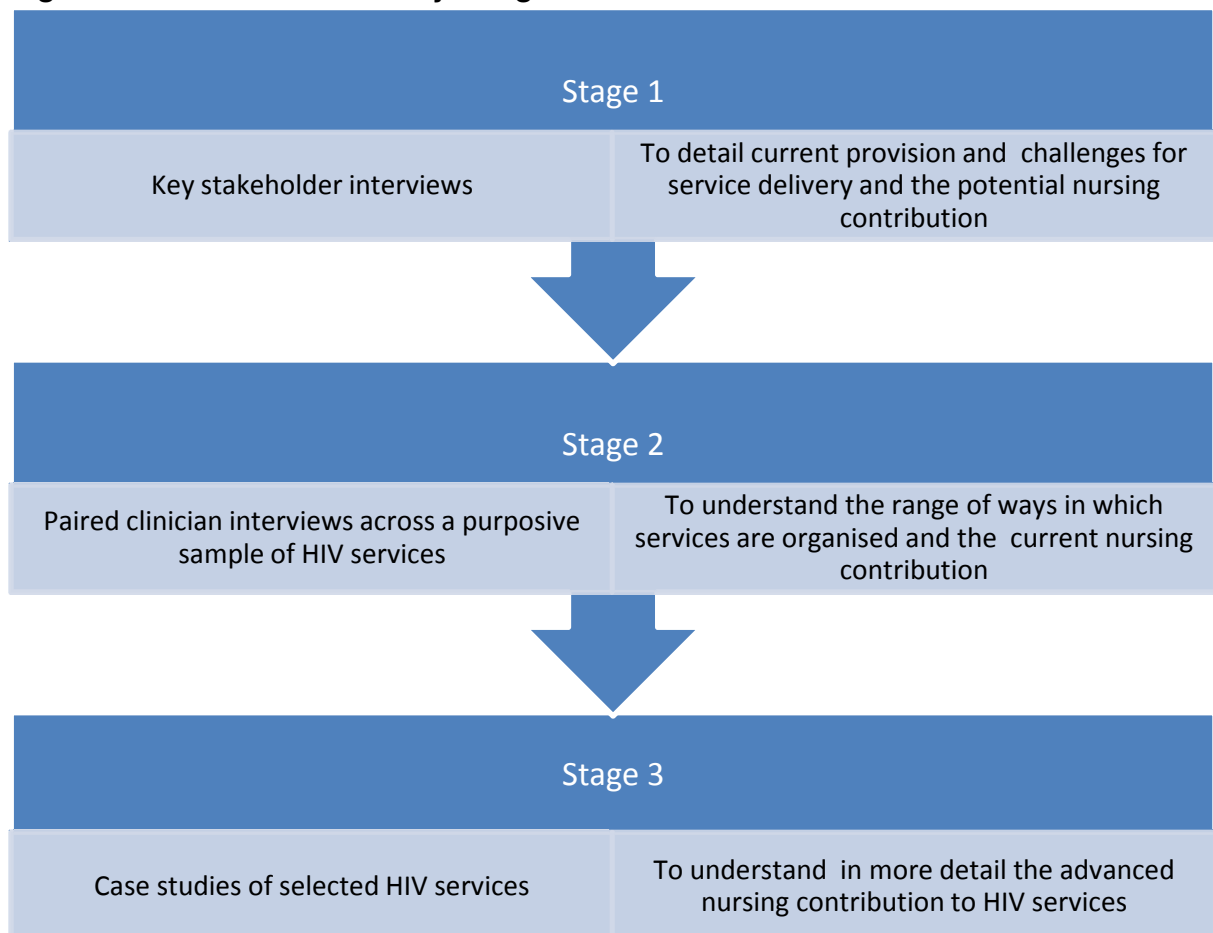 Stage 1
Key stakeholder interviews
To detail current provision and challenges for
service delivery and the potential nursing
contribution
Stage 2
Paired clinician interviews across a purposive
sample of HIV services
To understand the range of ways in which
services are organised and the current nursing
contribution
Stage 3
Case studies of selected HIV services
To understand in more detail the advanced
nursing contribution to HIV services